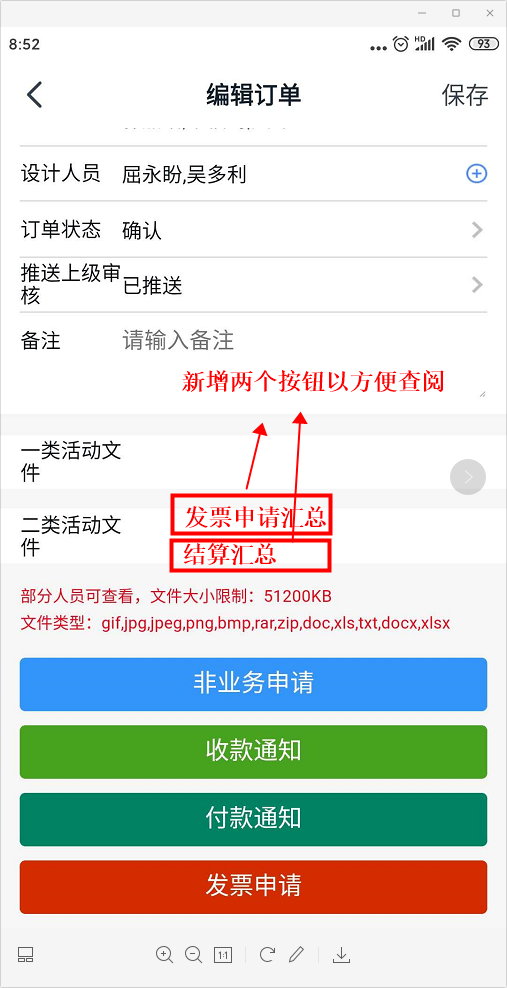 8:52
HD
93
编辑订单
保存
设计人员
屈永盼,吴多利
订单状态
确认
推送上级审
核
已推送
备注
请输入备注
新增两个按钮以方便查阅
一类活动文
件
发票申请汇总
二类活动文
件
结算汇总
部分人员可查看，文件大小限制：51200KB
文件类型：gif,jpg,jpeg,png,bmp,rar,zip,doc,xls,txt,docx,xlsx
非业务申请
收款通知
付款通知
发票申请
1:1